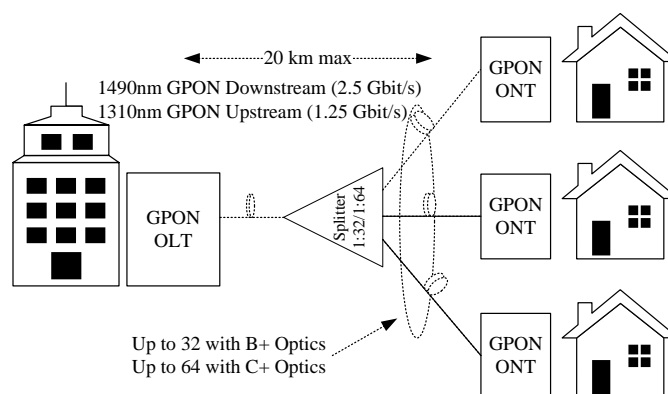 20 km max
1490nm GPON Downstream (2.5 Gbit/s)
1310nm GPON Upstream (1.25 Gbit/s)
GPON
ONT
GPON
OLT
Splitter
1:32/1:64
GPON
ONT
GPON
ONT
Up to 32 with B+ Optics
Up to 64 with C+ Optics